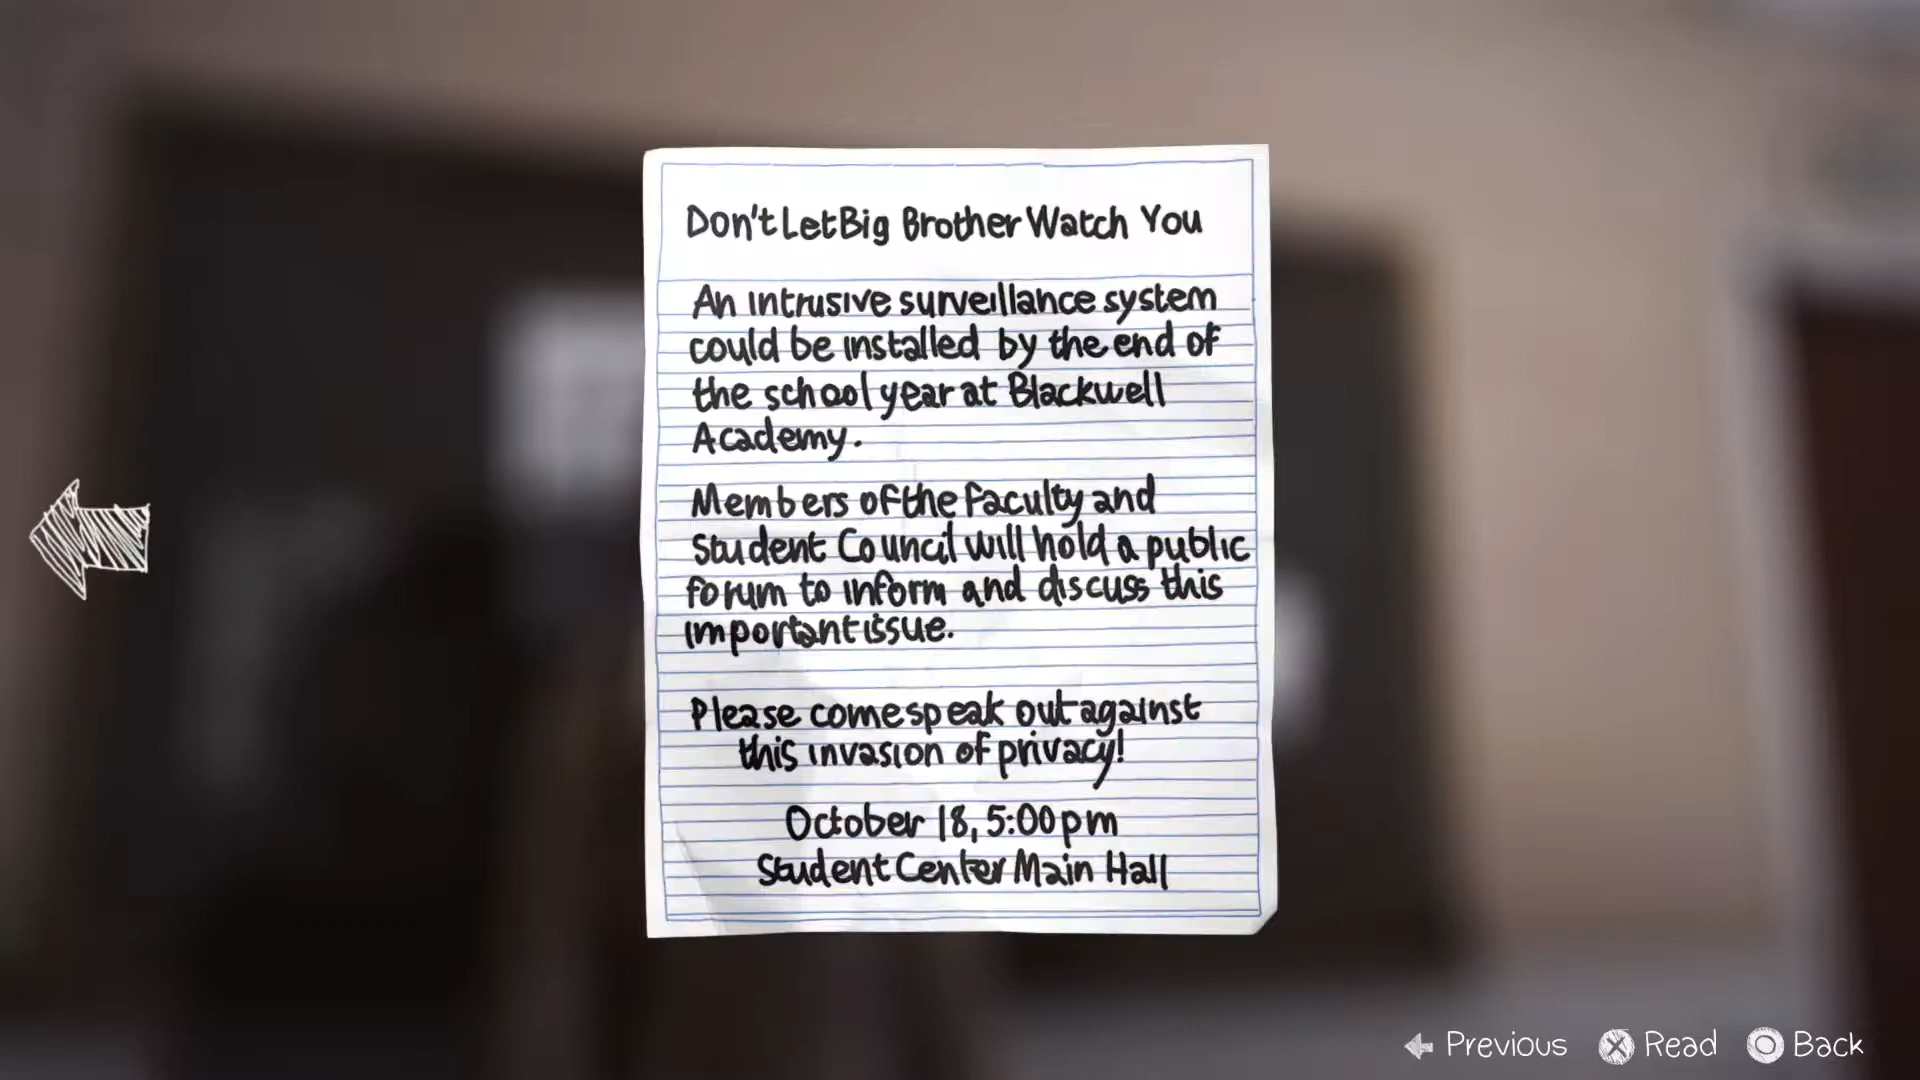 Don't Let Big Brother Watch You
An intrusive surveillance system
could be installed by the end of
the school year at Blackwell
Academy.
Members of the Faculty and
Student Council will hold a public
forum to inform and discuss this
important issue.
Please come speak out against
this invasion of privacy!
October 18, 5:00pm
Student Center Main Hall
Previous Read Back